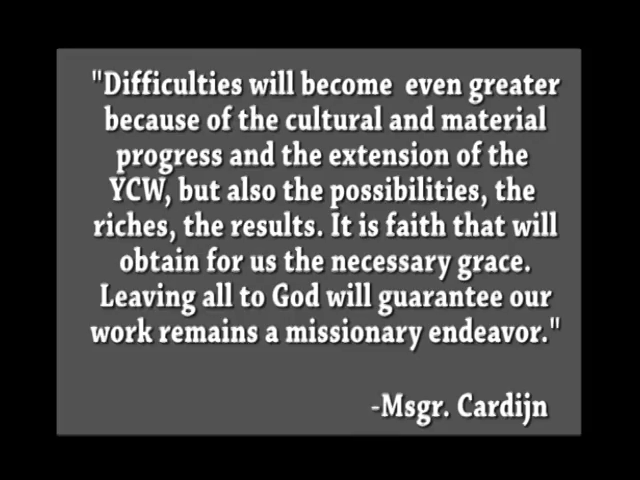 "Difficulties will become even greater
because of the cultural and material
progress and the extension of the
YCW, but also the possibilities, the
riches, the results. It is faith that will
obtain for us the necessary grace.
Leaving all to God will guarantee our
work remains a missionary endeavor."
-Msgr. Cardijn